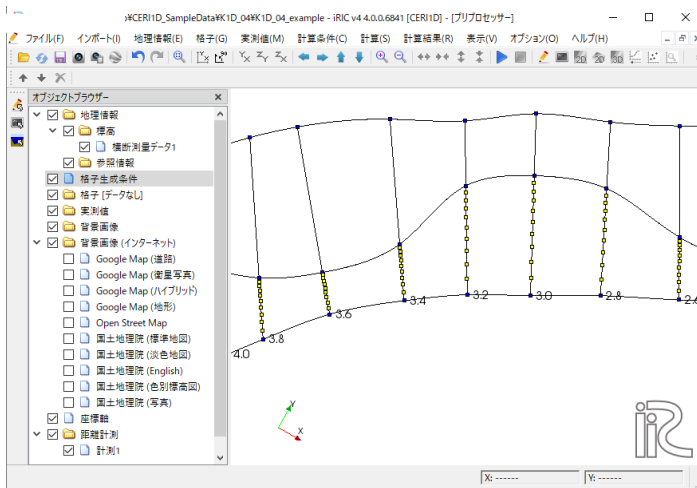 ›¥CERI1D_SampleData¥K1D_04¥K1D_04_example - iRIC v4 4.0.0.6841 [CERI1D] - [プリプロセッサー]
ファイル(F) インポート(I) 地理情報(E) 格子(G) 実測値(M) 計算条件(C) 計算(S) 計算結果(R) 表示(V) オプション(O) ヘルプ(H)
オブジェクトブラウザー
地理情報
標高
横断測量データ1
参照情報
格子生成条件
格子 [データなし]
実測値
背景画像
背景画像 (インターネット)
Google Map (道路)
Google Map (衛星写真)
Google Map (ハイブリッド)
Google Map (地形)
Open Street Map
国土地理院 (標準地図)
国土地理院 (淡色地図)
国土地理院 (English)
国土地理院 (色別標高図)
国土地理院 (写真)
座標軸
距離計測
計測1
4.0 3.8 3.6 3.4 3.2 3.0 2.8 2.6
Y
X
iRIC
X: ------ Y: ------